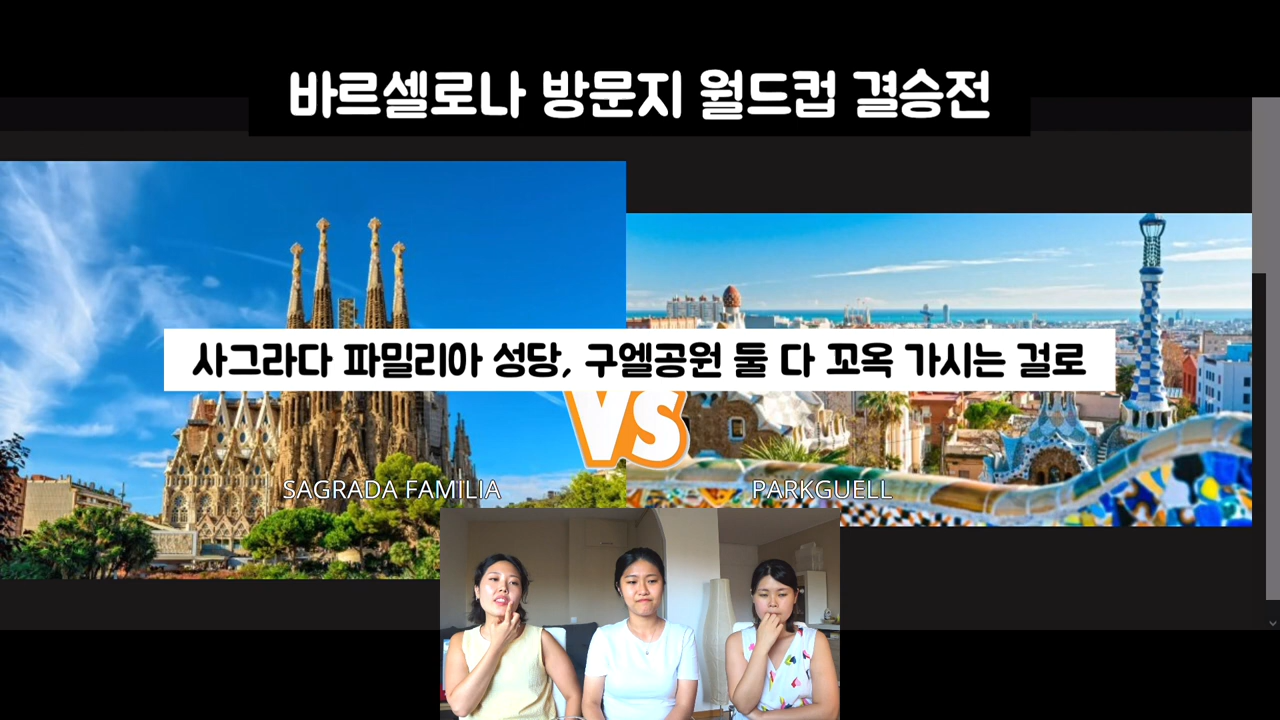 바르셀로나 방문지 월드컵 결승전
사그라다 파밀리아 성당, 구엘공원 둘 다 꼬옥 가시는 걸로
VS
SAGRADA FAMILIA
PARKGUELL